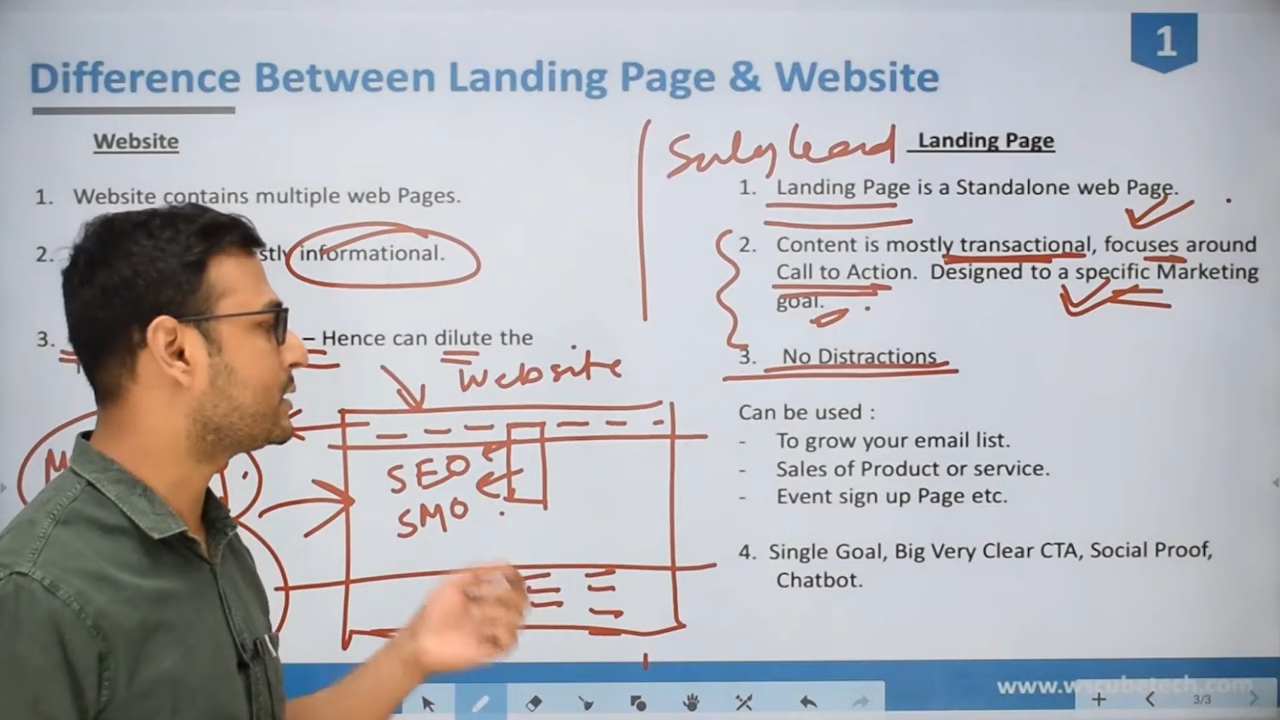 1
Difference Between Landing Page & Website
Website
1. Website contains multiple web Pages.
2. stly informational.
3. – Hence can dilute the
Website
SEO
SMO
Landing Page
1. Landing Page is a Standalone web Page.
2. Content is mostly transactional, focuses around
Call to Action. Designed to a specific Marketing
goal.
3. No Distractions
Can be used :
- To grow your email list.
- Sales of Product or service.
- Event sign up Page etc.
4. Single Goal, Big Very Clear CTA, Social Proof,
Chatbot.
www.wscubetech.com
3/3